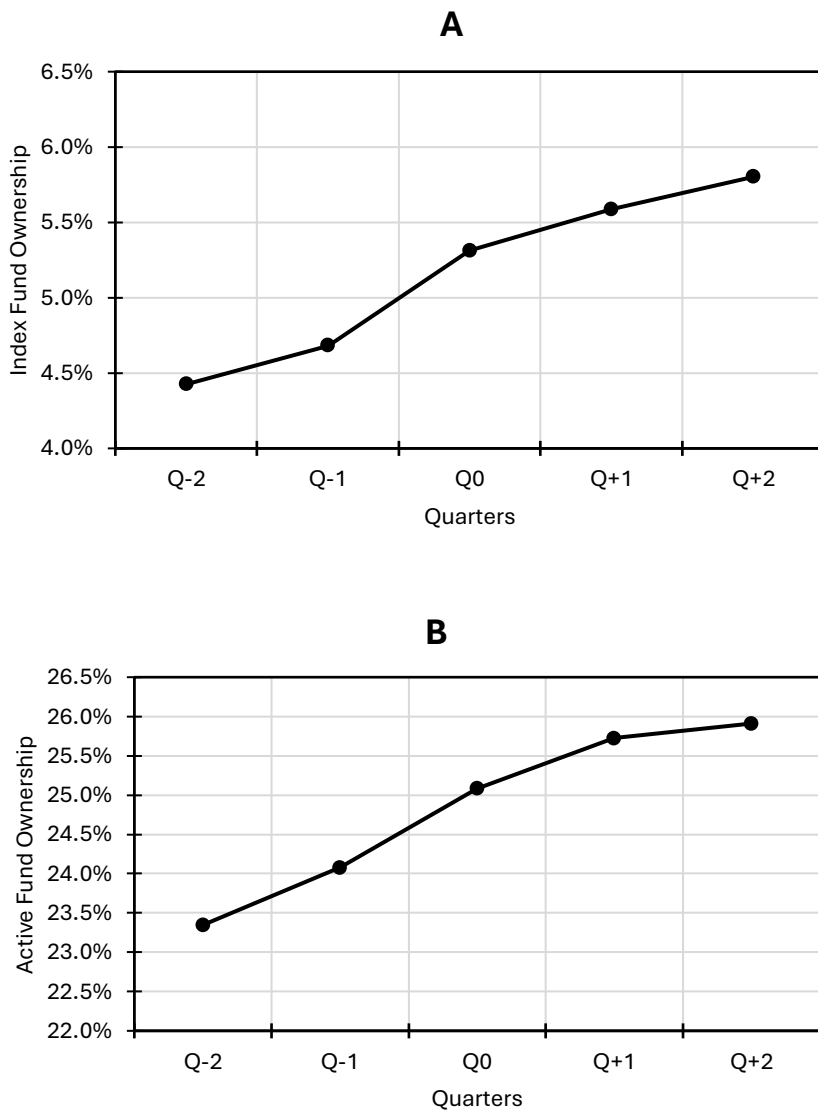 A
6.5%
6.0%
5.5%
5.0%
4.5%
4.0%
Index Fund Ownership
Q-2 Q-1 Q0 Q+1 Q+2
Quarters
B
26.5%
26.0%
25.5%
25.0%
24.5%
24.0%
23.5%
23.0%
22.5%
22.0%
Active Fund Ownership
Q-2 Q-1 Q0 Q+1 Q+2
Quarters